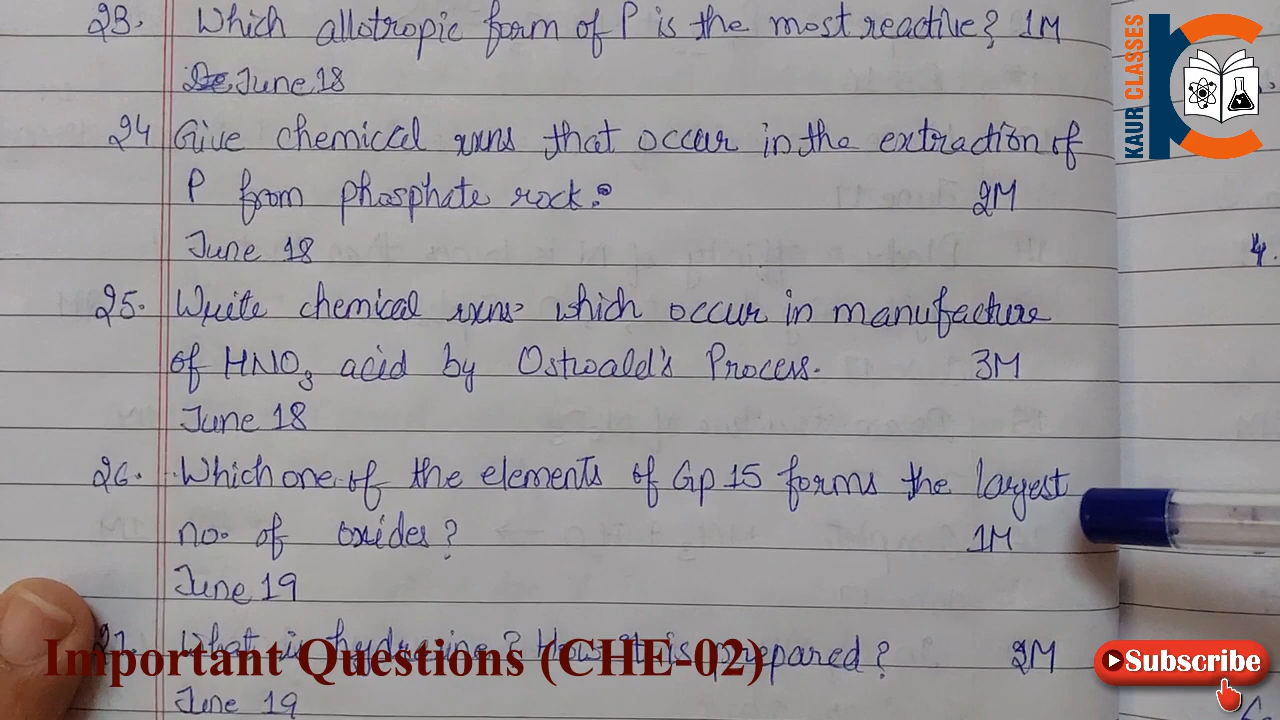 23. Which allotropic form of P is the most reactive? 1M
June 18
24 Give chemical rxns that occur in the extraction of
P from phosphate rock. 2M
June 18
25. Write chemical rxns which occur in manufacture
of HNO3 acid by Ostwald's Process. 3M
June 18
26. Which one of the elements of Gp 15 forms the largest
no. of oxides? 1M
June 19
27. What is hydrazine? How it is prepared? 2M
June 19
Important Questions (CHE-02)
KAUR CLASSES
4.
Subscribe